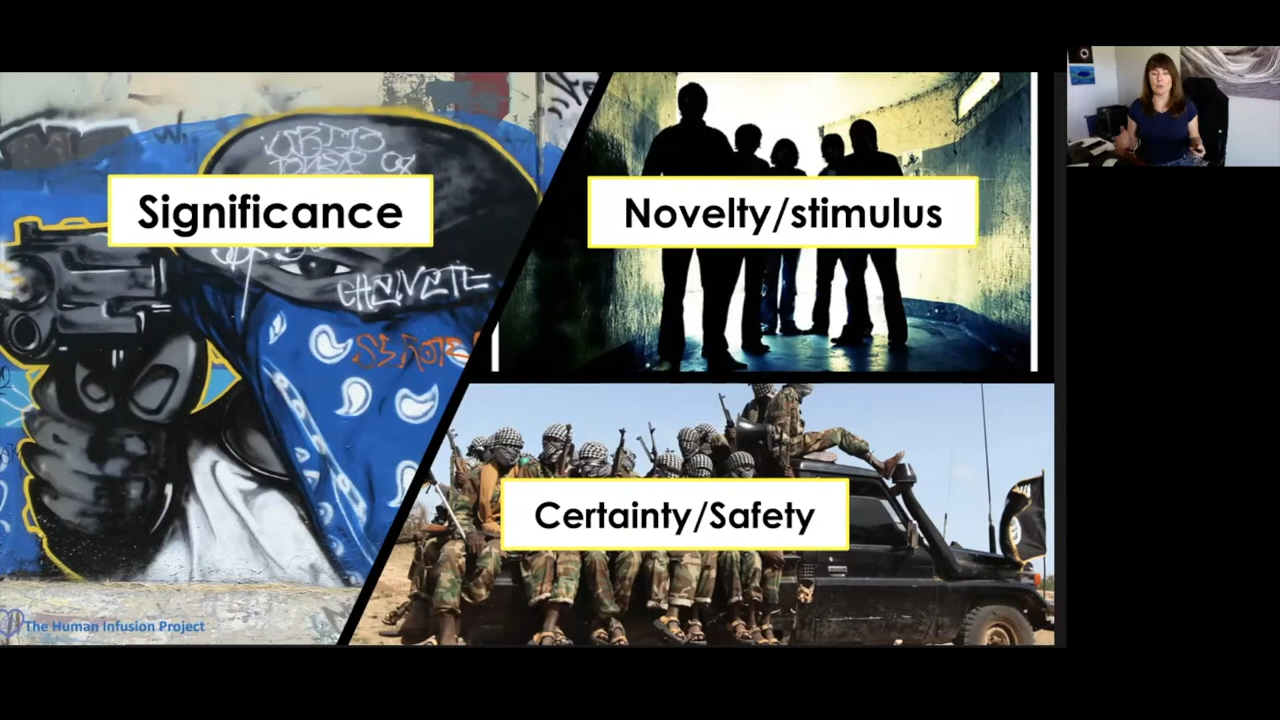 Significance
Novelty/stimulus
Certainty/Safety
The Human Infusion Project